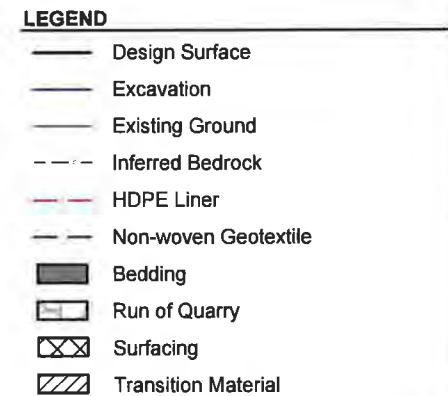 LEGEND
Design Surface
Excavation
Existing Ground
Inferred Bedrock
HDPE Liner
Non-woven Geotextile
Bedding
Run of Quarry
Surfacing
Transition Material